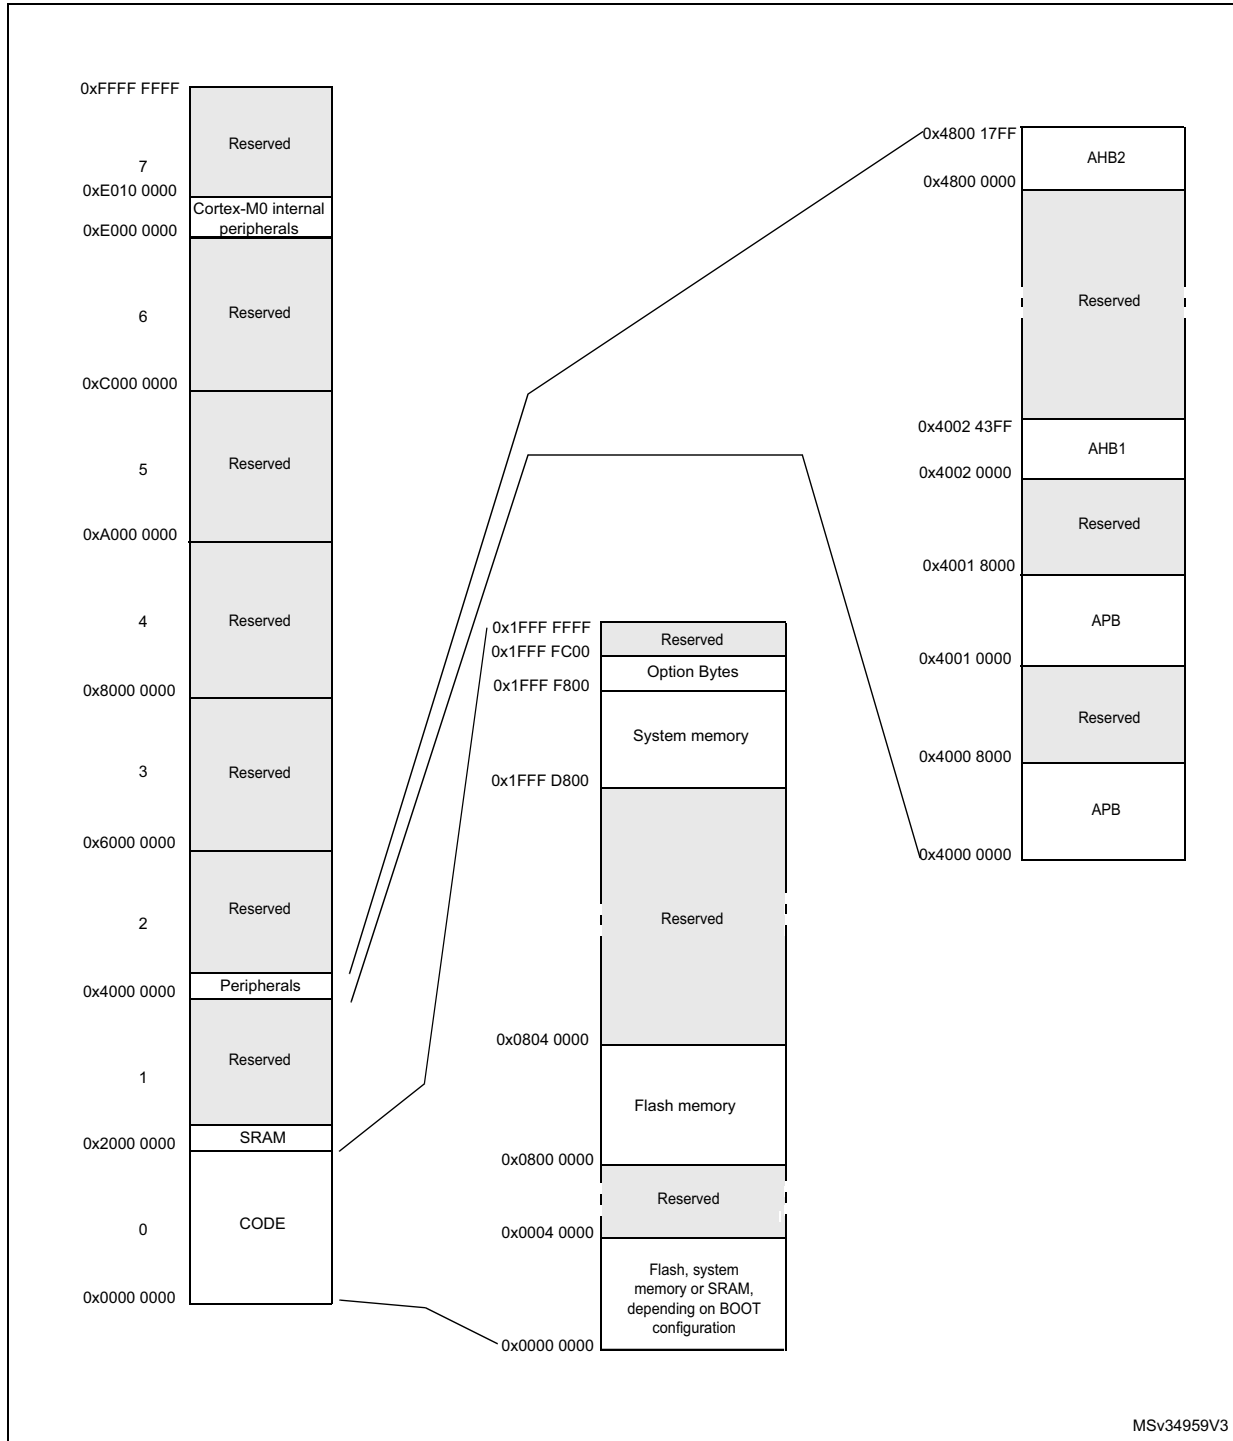 0xFFFF FFFF
Reserved
7
0xE010 0000
Cortex-M0 internal
peripherals
0xE000 0000
Reserved
6
0xC000 0000
Reserved
5
0xA000 0000
Reserved
4
0x8000 0000
Reserved
3
0x6000 0000
Reserved
2
Peripherals
0x4000 0000
Reserved
1
SRAM
0x2000 0000
CODE
0
0x0000 0000
0x1FFF FFFF
Reserved
0x1FFF FC00
Option Bytes
0x1FFF F800
System memory
0x1FFF D800
Reserved
0x0804 0000
Flash memory
0x0800 0000
Reserved
0x0004 0000
Flash, system
memory or SRAM,
depending on BOOT
configuration
0x0000 0000
0x4800 17FF
AHB2
0x4800 0000
Reserved
0x4002 43FF
AHB1
0x4002 0000
Reserved
0x4001 8000
APB
0x4001 0000
Reserved
0x4000 8000
APB
0x4000 0000
MSv34959V3